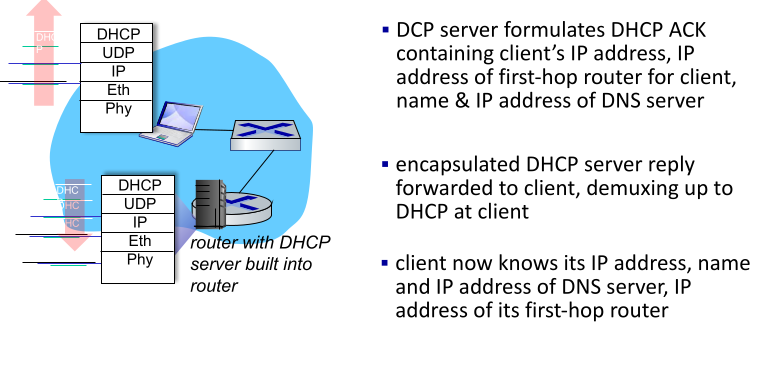 DHCP
UDP
IP
Eth
Phy
DHCP
UDP
IP
Eth
Phy
DHC
DHC
DHC
router with DHCP
server built into
router
▪ DCP server formulates DHCP ACK
containing client’s IP address, IP
address of first-hop router for client,
name & IP address of DNS server
▪ encapsulated DHCP server reply
forwarded to client, demuxing up to
DHCP at client
▪ client now knows its IP address, name
and IP address of DNS server, IP
address of its first-hop router